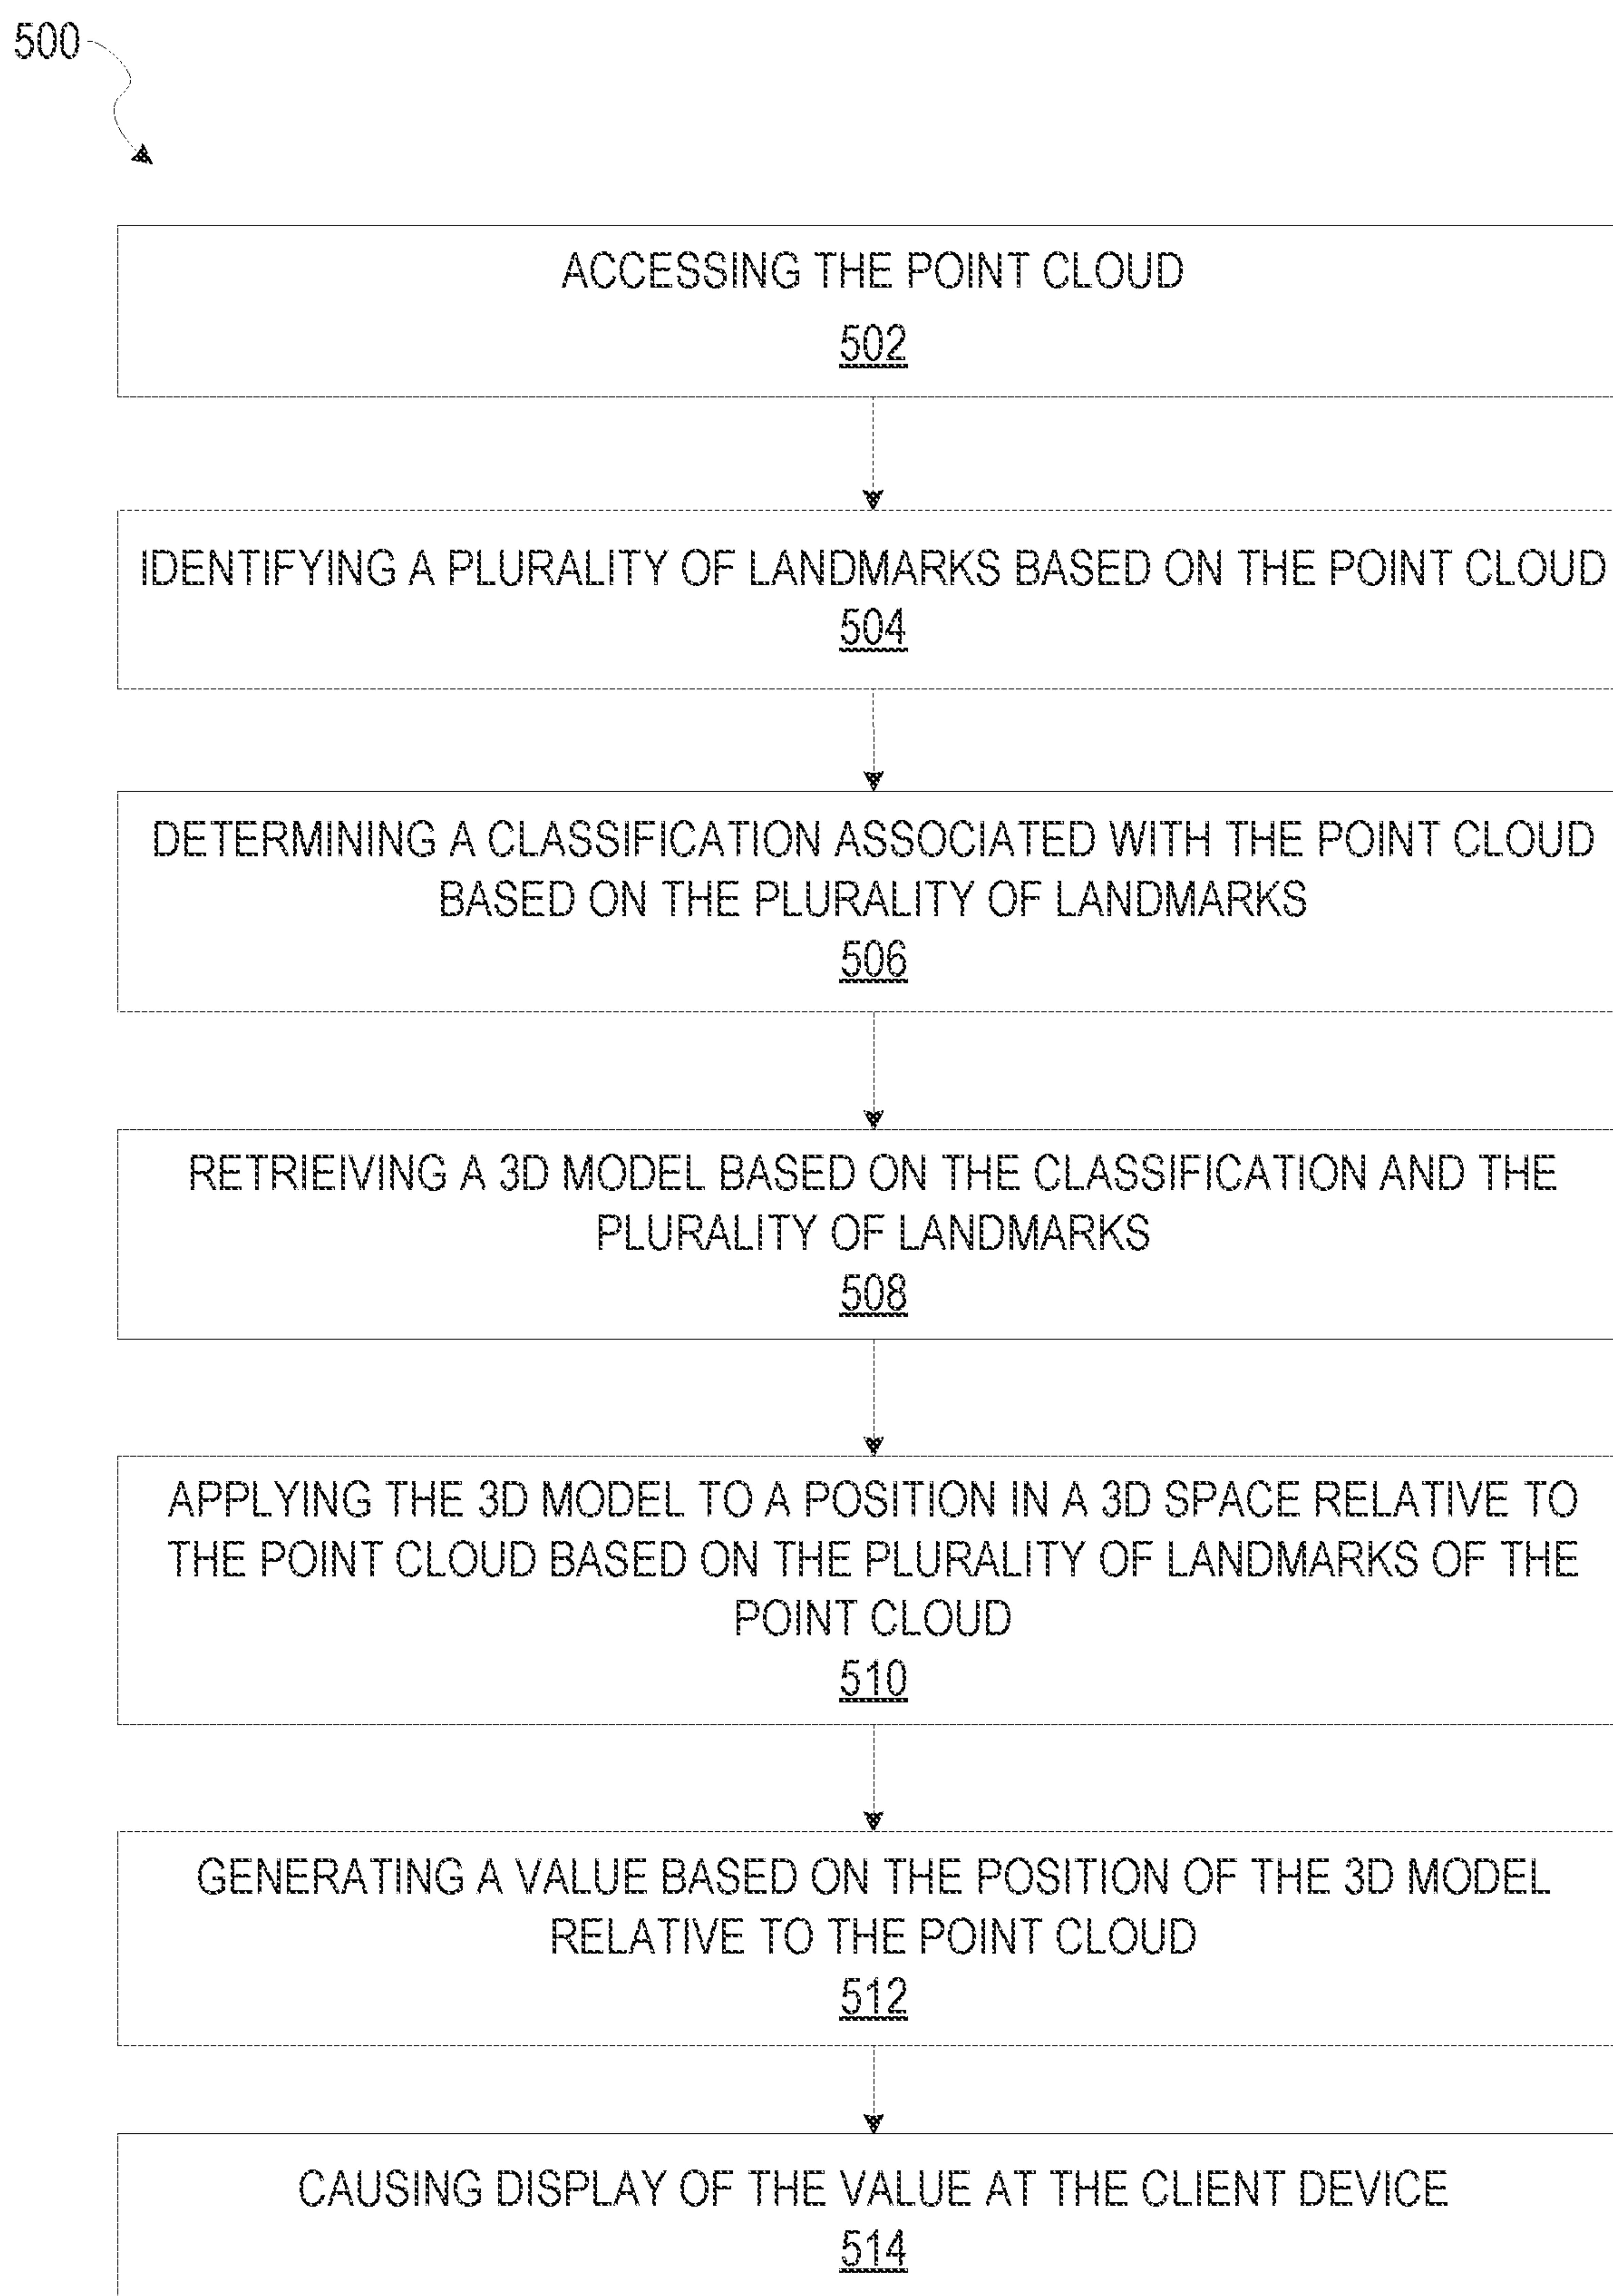 500
ACCESSING THE POINT CLOUD
502
IDENTIFYING A PLURALITY OF LANDMARKS BASED ON THE POINT CLOUD
504
DETERMINING A CLASSIFICATION ASSOCIATED WITH THE POINT CLOUD
BASED ON THE PLURALITY OF LANDMARKS
506
RETRIEIVING A 3D MODEL BASED ON THE CLASSIFICATION AND THE
PLURALITY OF LANDMARKS
508
APPLYING THE 3D MODEL TO A POSITION IN A 3D SPACE RELATIVE TO
THE POINT CLOUD BASED ON THE PLURALITY OF LANDMARKS OF THE
POINT CLOUD
510
GENERATING A VALUE BASED ON THE POSITION OF THE 3D MODEL
RELATIVE TO THE POINT CLOUD
512
CAUSING DISPLAY OF THE VALUE AT THE CLIENT DEVICE
514